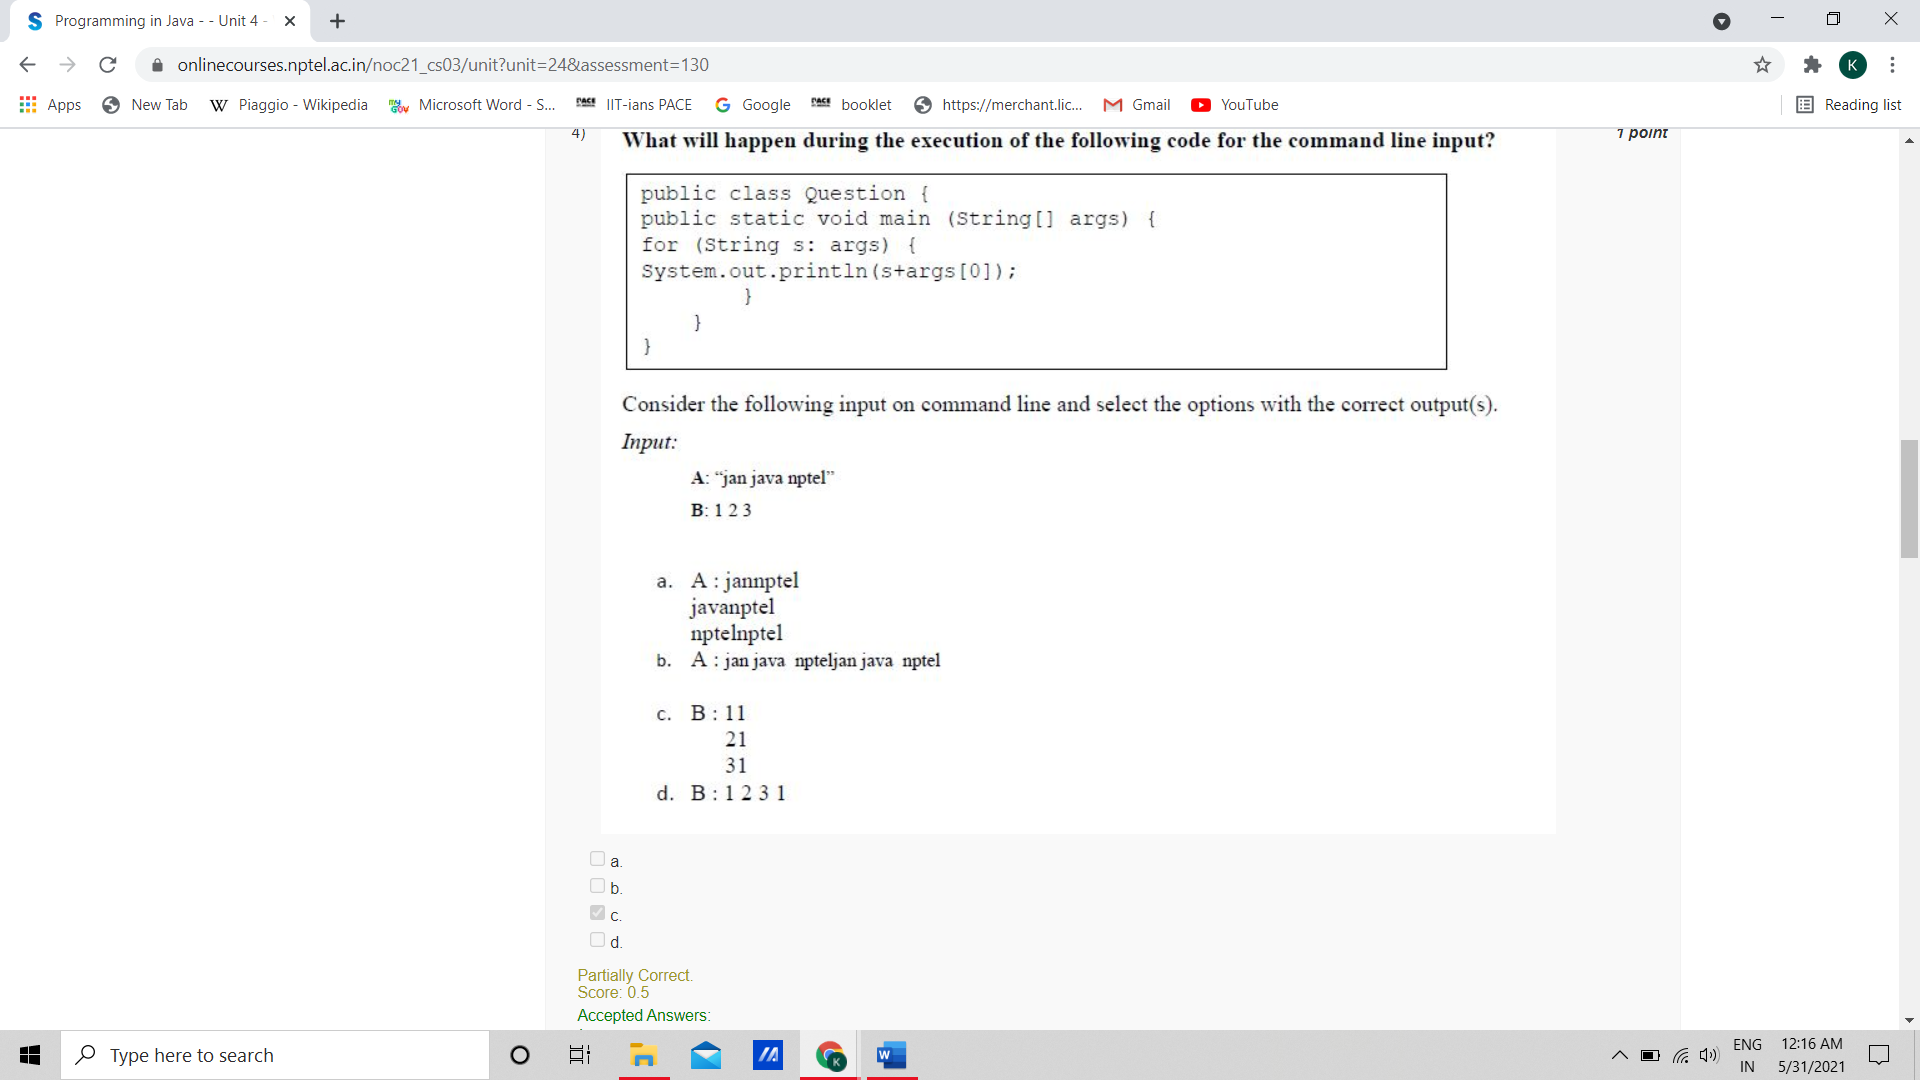 Programming in Java - - Unit 4 -
onlinecourses.nptel.ac.in/noc21_cs03/unit?unit=24&assessment=130
K
Apps New Tab W Piaggio - Wikipedia Microsoft Word - S... PACE IIT-ians PACE Google PACE booklet https://merchant.lic... Gmail YouTube Reading list
4) What will happen during the execution of the following code for the command line input? 1 point
public class Question {
public static void main (String[] args) {
for (String s: args) {
System.out.println(s+args[0]);
}
}
}
Consider the following input on command line and select the options with the correct output(s).
Input:
A: “jan java nptel”
B: 1 2 3
a. A : jannptel
javanptel
nptelnptel
b. A : jan java npteljan java nptel
c. B : 11
21
31
d. B : 1 2 3 1
a.
b.
c.
d.
Partially Correct.
Score: 0.5
Accepted Answers:
Type here to search
ENG
IN
12:16 AM
5/31/2021